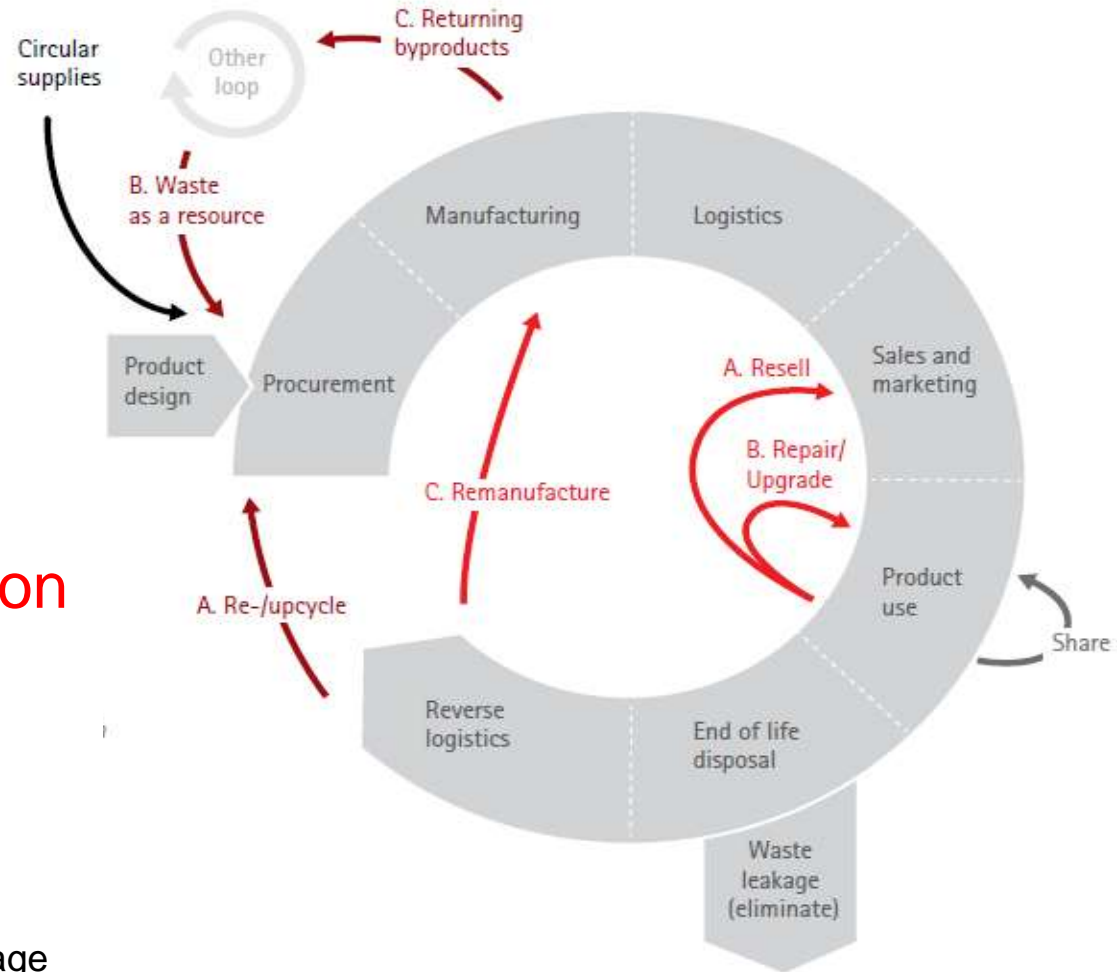 C. Returning
byproducts
Circular
supplies
Other
loop
B. Waste
as a resource
Manufacturing
Logistics
Product
design
Procurement
Sales and
marketing
A. Resell
B. Repair/
Upgrade
C. Remanufacture
Product
use
on
A. Re-/upcycle
Share
Reverse
logistics
End of life
disposal
Waste
leakage
(eliminate)
age